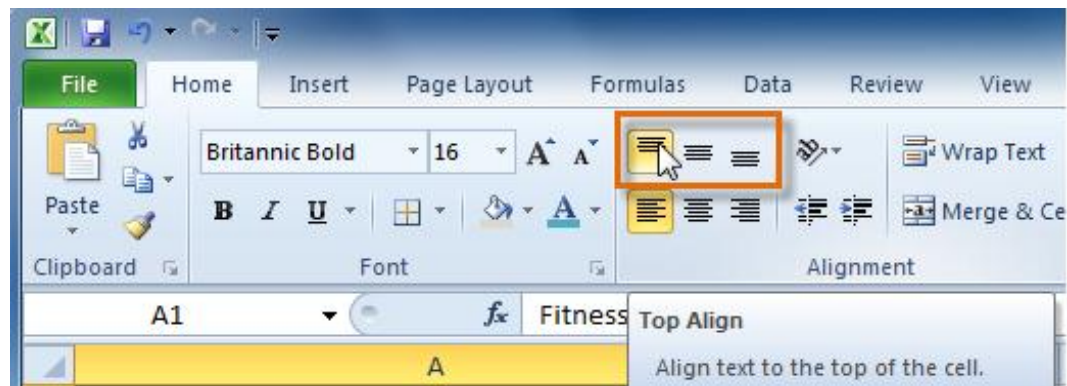 File Home Insert Page Layout Formulas Data Review View
Britannic Bold 16 A A Wrap Text
Paste B I U A Merge & Ce
Clipboard Font Alignment
A1 fx Fitness
Top Align
A
Align text to the top of the cell.